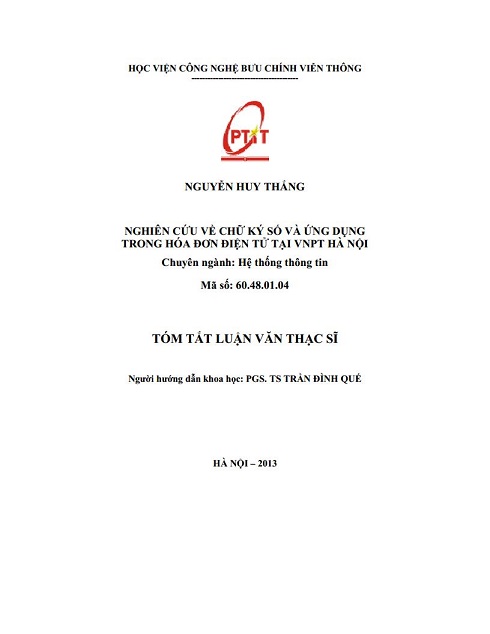 HỌC VIỆN CÔNG NGHỆ BƯU CHÍNH VIỄN THÔNG
---------------------------------------
PTIT
NGUYỄN HUY THẮNG
NGHIÊN CỨU VỀ CHỮ KÝ SỐ VÀ ỨNG DỤNG
TRONG HÓA ĐƠN ĐIỆN TỬ TẠI VNPT HÀ NỘI
Chuyên ngành: Hệ thống thông tin
Mã số: 60.48.01.04
TÓM TẮT LUẬN VĂN THẠC SĨ
Người hướng dẫn khoa học: PGS. TS TRẦN ĐÌNH QUẾ
HÀ NỘI – 2013